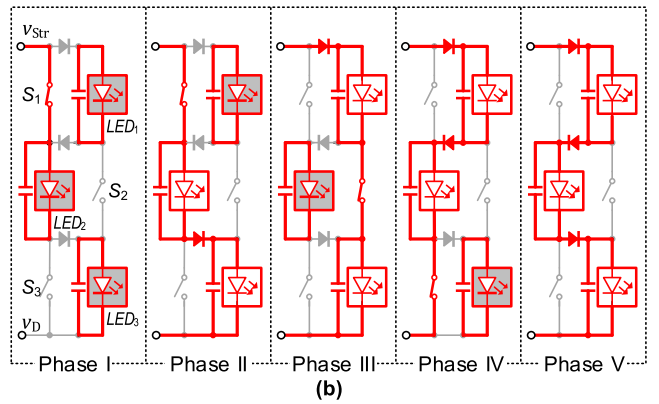 vStr
S1
LED1
S2
LED2
S3
LED3
vD
Phase I
Phase II
Phase III
Phase IV
Phase V
(b)